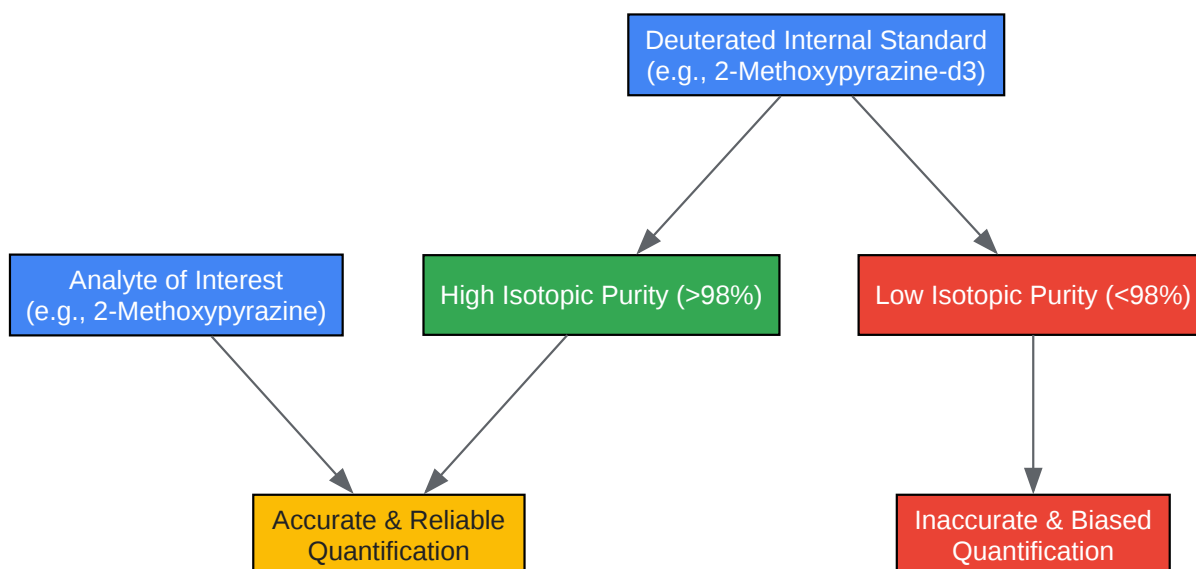 Deuterated Internal Standard
(e.g., 2-Methoxypyrazine-d3)
Analyte of Interest
(e.g., 2-Methoxypyrazine)
High Isotopic Purity (>98%)
Low Isotopic Purity (<98%)
Accurate & Reliable
Quantification
Inaccurate & Biased
Quantification